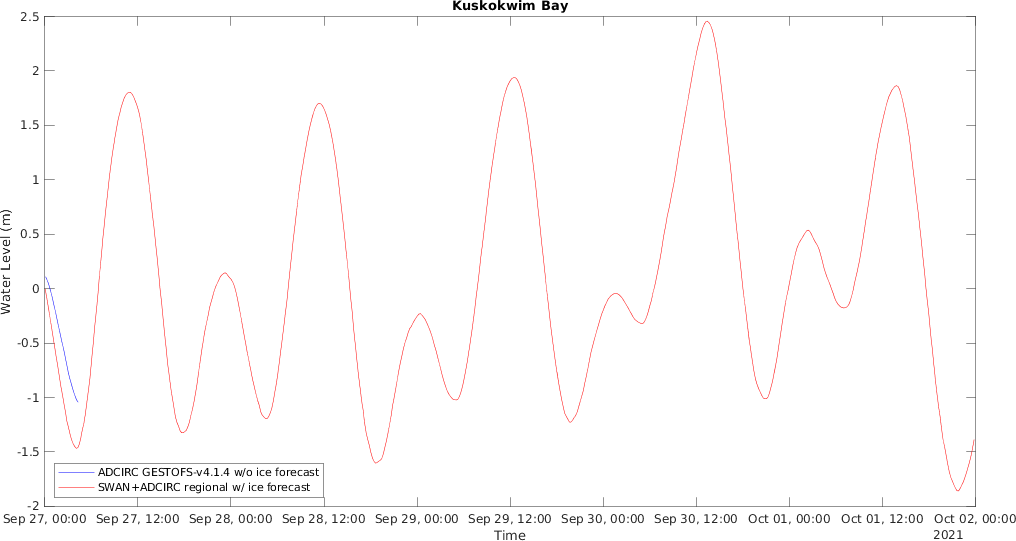 Kuskokwim Bay
2.5
2
1.5
1
0.5
0
-0.5
-1
-1.5
-2
Water Level (m)
ADCIRC GESTOFS-v4.1.4 w/o ice forecast
SWAN+ADCIRC regional w/ ice forecast
Sep 27, 00:00 Sep 27, 12:00 Sep 28, 00:00 Sep 28, 12:00 Sep 29, 00:00 Sep 29, 12:00 Sep 30, 00:00 Sep 30, 12:00 Oct 01, 00:00 Oct 01, 12:00 Oct 02, 00:00
Time
2021